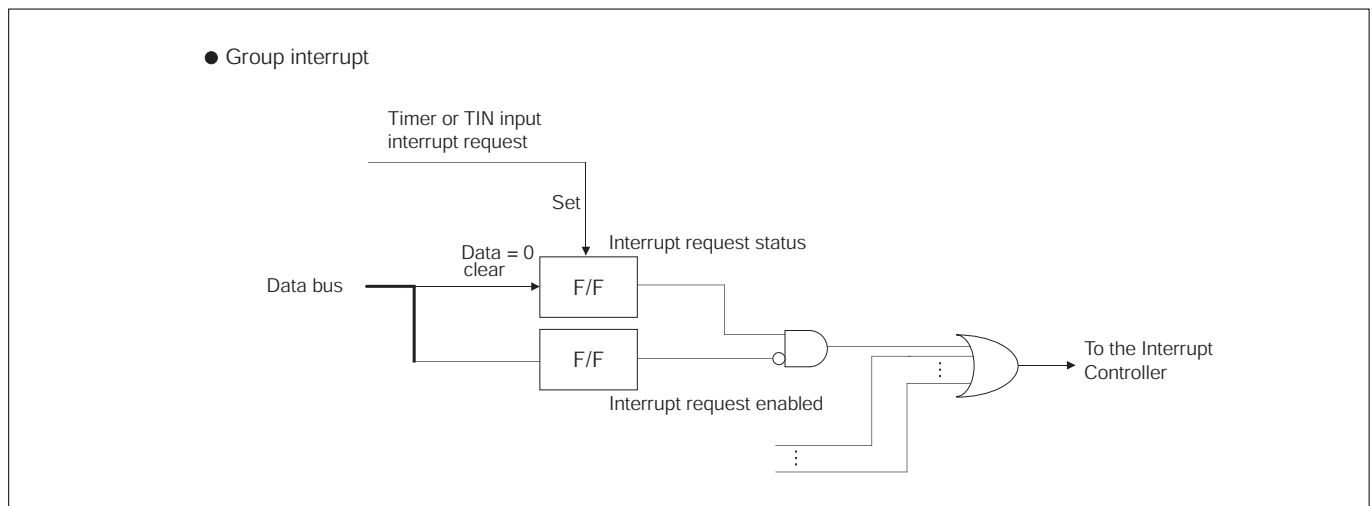 ● Group interrupt
Timer or TIN input
interrupt request
Set
Interrupt request status
Data = 0
clear
Data bus
F/F
F/F
Interrupt request enabled
To the Interrupt
Controller